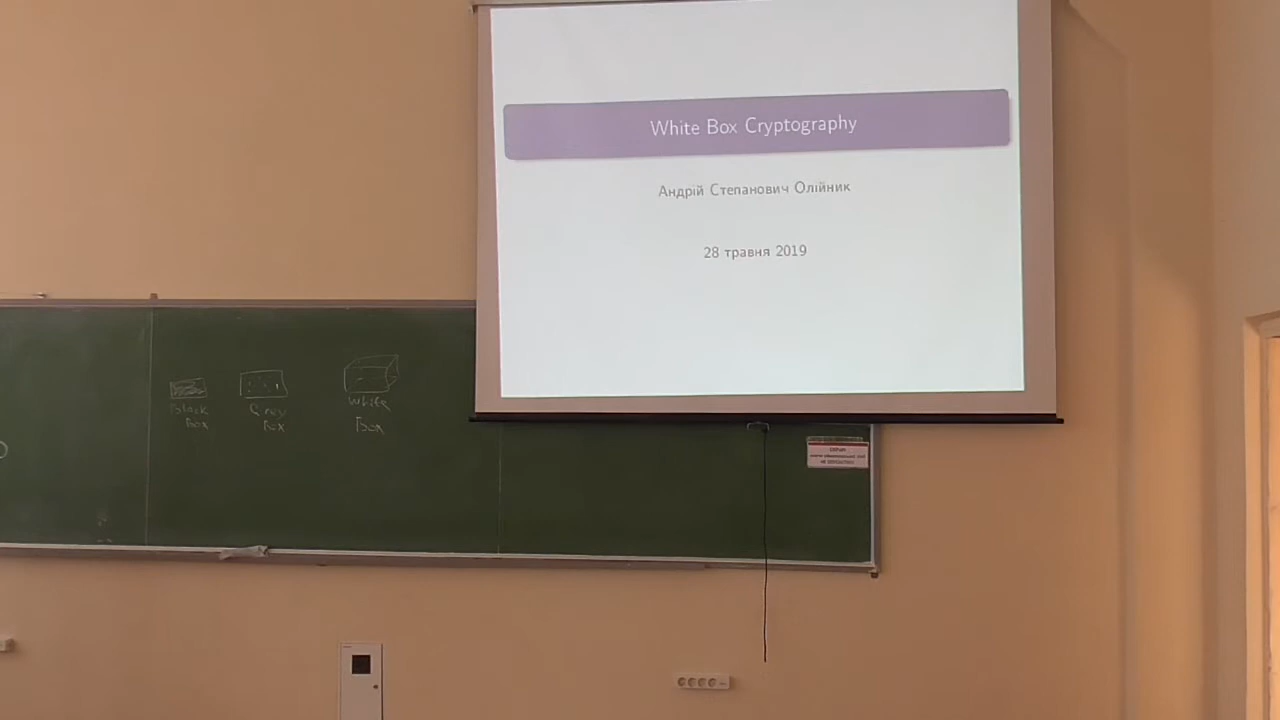 White Box Cryptography
Андрій Степанович Олійник
28 травня 2019
Black
Box
Grey
Box
White
Box